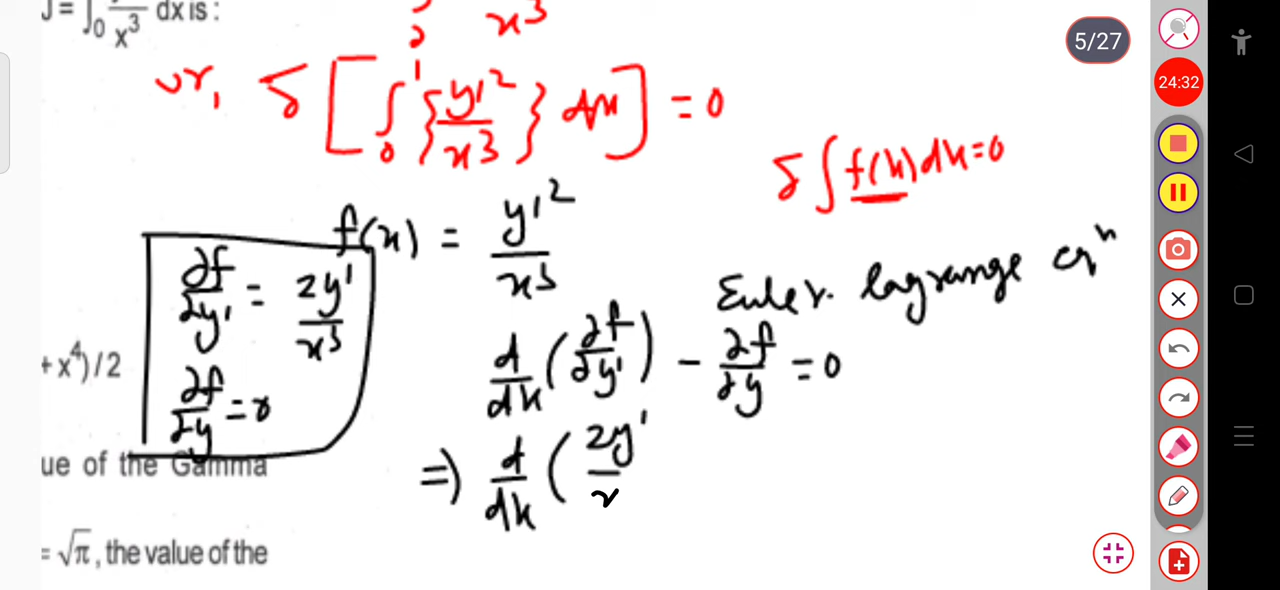 J = ∫₀ x³ dx is :
x³
or, δ [ ∫₀¹ { y'² / x³ } dx ] = 0
δ ∫ f(x) dx = 0
f(x) = y'² / x³
∂f/∂y' = 2y' / x³
Euler. lagrange eqⁿ
d/dx ( ∂f/∂y' ) - ∂f/∂y = 0
+ x⁴) / 2
∂f/∂y = 0
ue of the Gamma
⇒ d/dx ( 2y' / x
= √π , the value of the
5/27
24:32